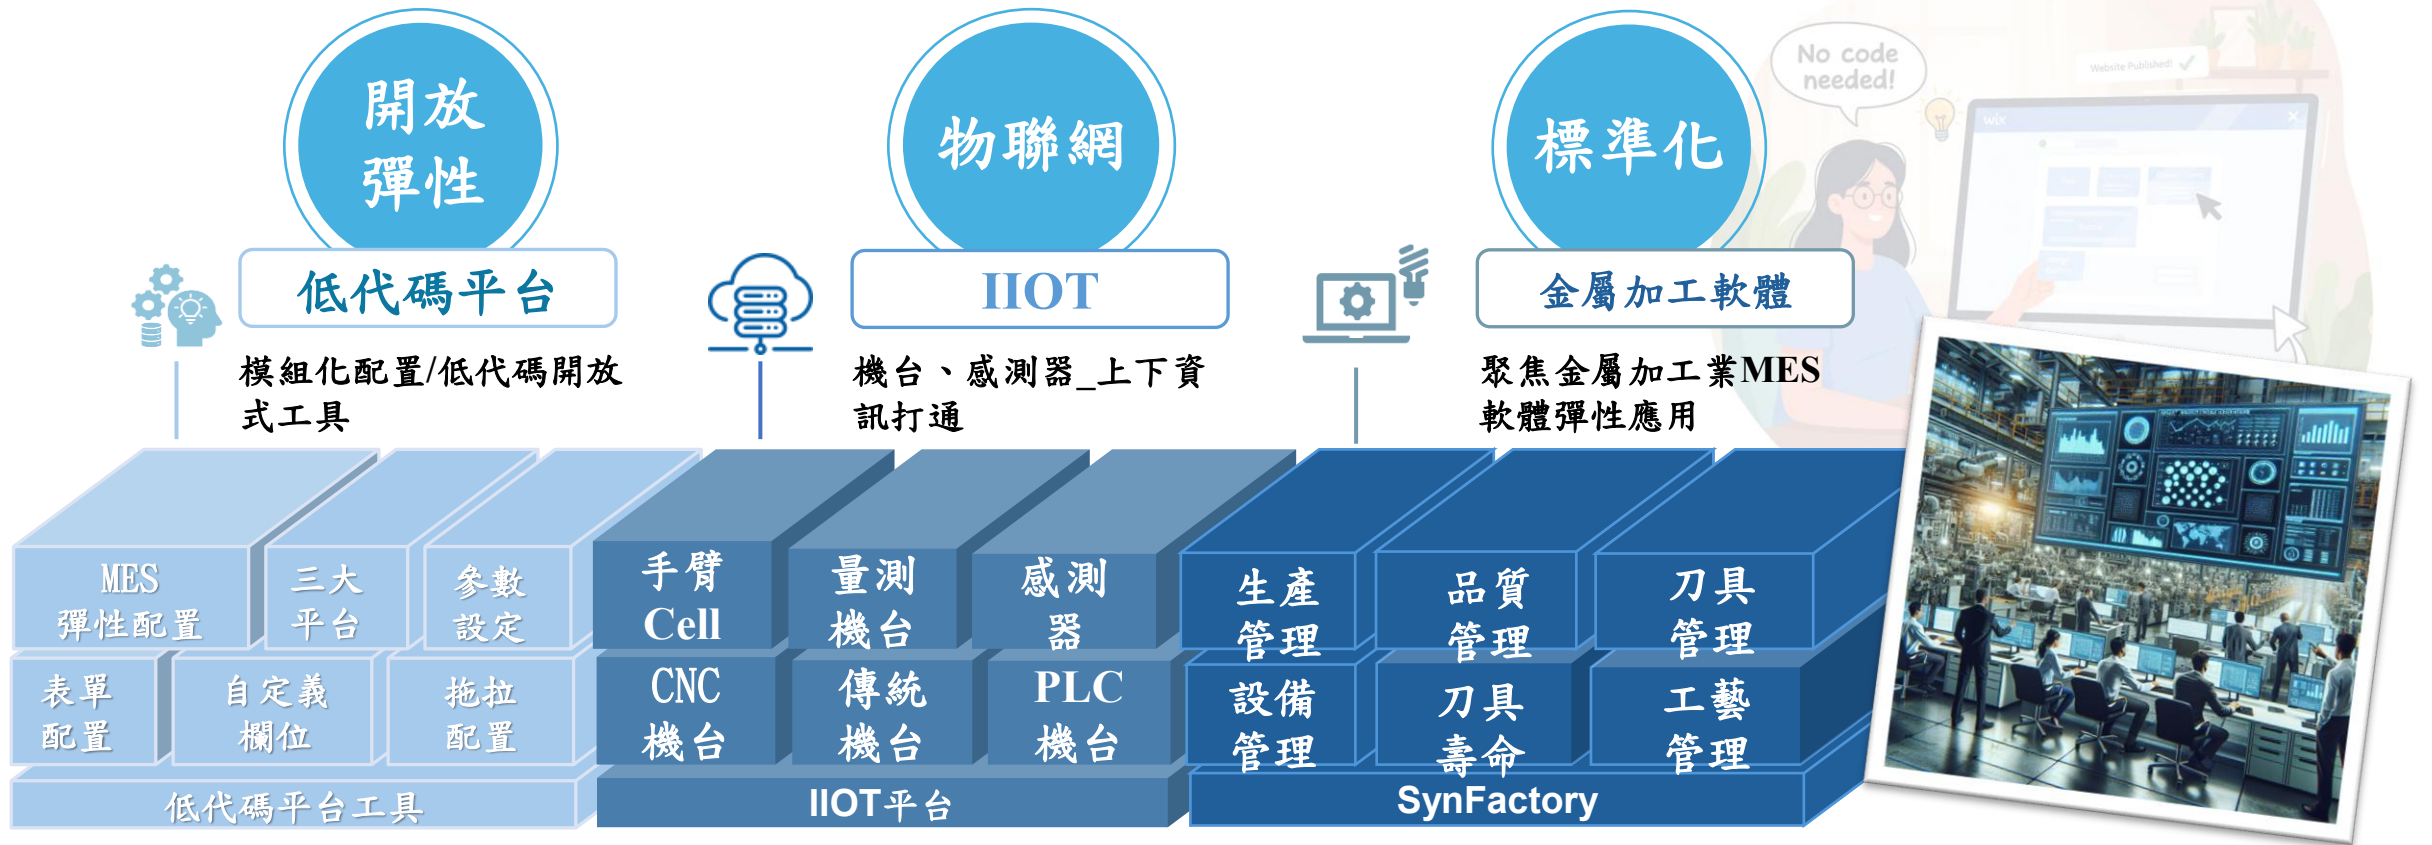 開放
彈性
物聯網
標準化
No code
needed!
Website Published!
WIX
低代碼平台
IIOT
金屬加工軟體
模組化配置/低代碼開放
式工具
機台、感測器_上下資
訊打通
聚焦金屬加工業MES
軟體彈性應用
MES
彈性配置
三大
平台
參數
設定
手臂
Cell
量測
機台
感測
器
生產
管理
品質
管理
刀具
管理
表單
配置
自定義
欄位
拖拉
配置
CNC
機台
傳統
機台
PLC
機台
設備
管理
刀具
壽命
工藝
管理
低代碼平台工具
IIOT平台
SynFactory